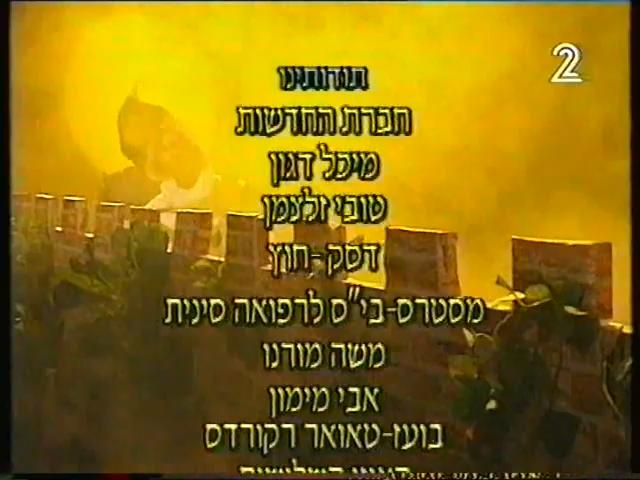 2
תודותינו
חברת החדשות
מיכל דגון
טובי זלצמן
דסק-חוץ
מסטרס-בי"ס לרפואה סינית
משה מורנו
אבי מימון
בועז-טאואר רקורדס